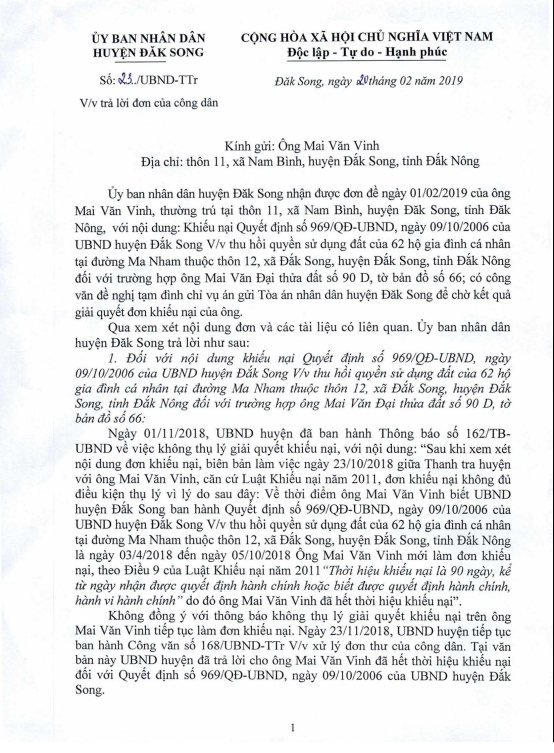 ỦY BAN NHÂN DÂN
HUYỆN ĐĂK SONG
CỘNG HÒA XÃ HỘI CHỦ NGHĨA VIỆT NAM
Độc lập - Tự do - Hạnh phúc
Số: 23./UBND-TTr
Đăk Song, ngày 20 tháng 02 năm 2019
V/v trả lời đơn của công dân
Kính gửi: Ông Mai Văn Vinh
Địa chỉ: thôn 11, xã Nam Bình, huyện Đắk Song, tỉnh Đắk Nông
Ủy ban nhân dân huyện Đăk Song nhận được đơn đề ngày 01/02/2019 của ông
Mai Văn Vinh, thường trú tại thôn 11, xã Nam Bình, huyện Đăk Song, tỉnh Đăk
Nông, với nội dung: Khiếu nại Quyết định số 969/QĐ-UBND, ngày 09/10/2006 của
UBND huyện Đắk Song V/v thu hồi quyền sử dụng đất của 62 hộ gia đình cá nhân
tại đường Ma Nham thuộc thôn 12, xã Đắk Song, huyện Đắk Song, tỉnh Đắk Nông
đối với trường hợp ông Mai Văn Đại thửa đất số 90 D, tờ bản đồ số 66; có công
văn đề nghị tạm đình chỉ vụ án gửi Tòa án nhân dân huyện Đăk Song để chờ kết quả
giải quyết đơn khiếu nại của ông.
Qua xem xét nội dung đơn và các tài liệu có liên quan. Ủy ban nhân dân
huyện Đăk Song trả lời như sau:
1. Đối với nội dung khiếu nại Quyết định số 969/QĐ-UBND, ngày
09/10/2006 của UBND huyện Đắk Song V/v thu hồi quyền sử dụng đất của 62 hộ
gia đình cá nhân tại đường Ma Nham thuộc thôn 12, xã Đắk Song, huyện Đắk
Song, tỉnh Đắk Nông đối với trường hợp ông Mai Văn Đại thửa đất số 90 D, tờ
bản đồ số 66:
Ngày 01/11/2018, UBND huyện đã ban hành Thông báo số 162/TB-
UBND về việc không thụ lý giải quyết khiếu nại, với nội dung: “Sau khi xem xét
nội dung đơn khiếu nại, biên bản làm việc ngày 23/10/2018 giữa Thanh tra huyện
với ông Mai Văn Vinh, căn cứ Luật Khiếu nại năm 2011, đơn khiếu nại không đủ
điều kiện thụ lý vì lý do sau đây: Về thời điểm ông Mai Văn Vinh biết UBND
huyện Đăk Song ban hành Quyết định số 969/QĐ-UBND, ngày 09/10/2006 của
UBND huyện Đắk Song V/v thu hồi quyền sử dụng đất của 62 hộ gia đình cá nhân
tại đường Ma Nham thuộc thôn 12, xã Đắk Song, huyện Đắk Song, tỉnh Đắk Nông
là ngày 03/4/2018 đến ngày 05/10/2018 Ông Mai Văn Vinh mới làm đơn khiếu
nại, theo Điều 9 của Luật Khiếu nại năm 2011 “Thời hiệu khiếu nại là 90 ngày, kể
từ ngày nhận được quyết định hành chính hoặc biết được quyết định hành chính,
hành vi hành chính” do đó ông Mai Văn Vinh đã hết thời hiệu khiếu nại”.
Không đồng ý với thông báo không thụ lý giải quyết khiếu nại trên ông
Mai Văn Vinh tiếp tục làm đơn khiếu nại. Ngày 23/11/2018, UBND huyện tiếp tục
ban hành Công văn số 168/UBND-TTr V/v xử lý đơn thư của công dân. Tại văn
bản này UBND huyện đã trả lời cho ông Mai Văn Vinh đã hết thời hiệu khiếu nại
đối với Quyết định số 969/QĐ-UBND, ngày 09/10/2006 của UBND huyện Đắk
Song.
1